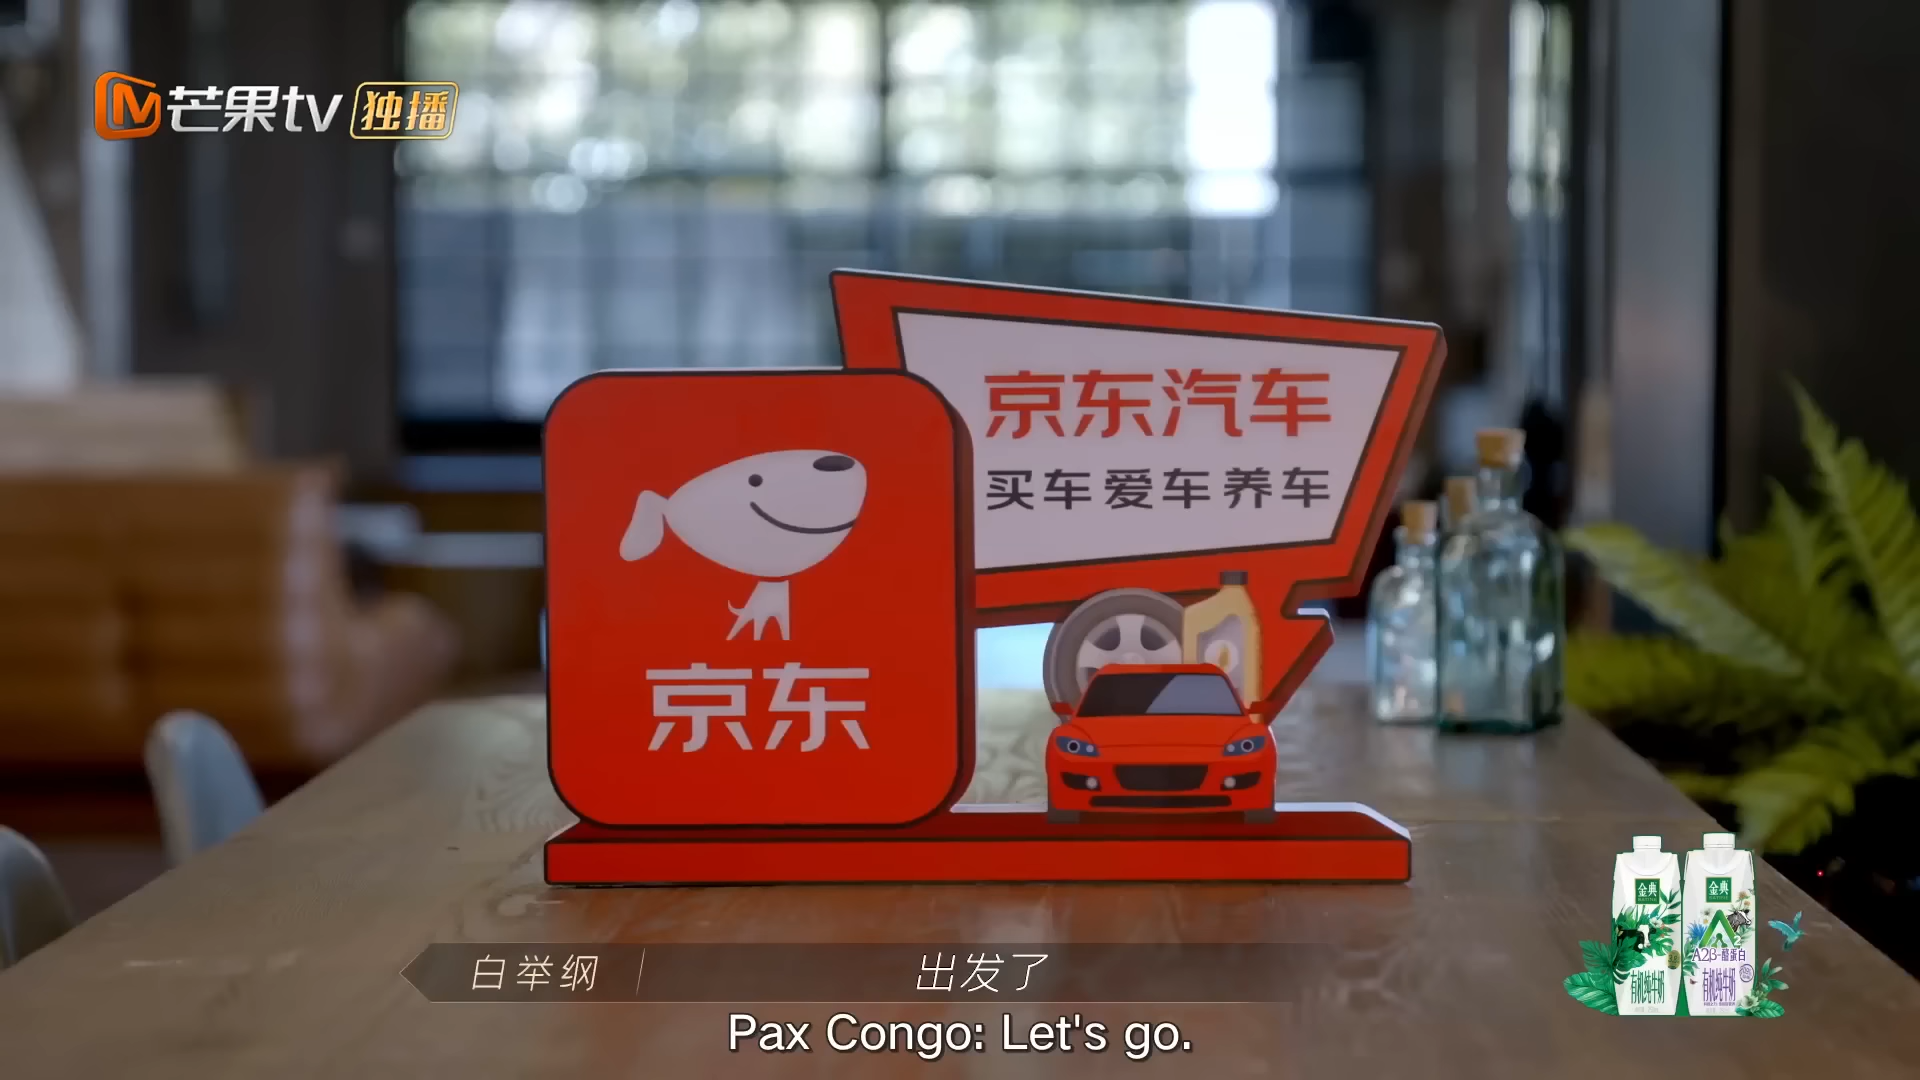 芒果tv 独播
京东汽车
买车 爱车 养车
京东
金典
金典
A2β-酪蛋白
有机纯牛奶
有机纯牛奶
白举纲
出发了
Pax Congo: Let's go.